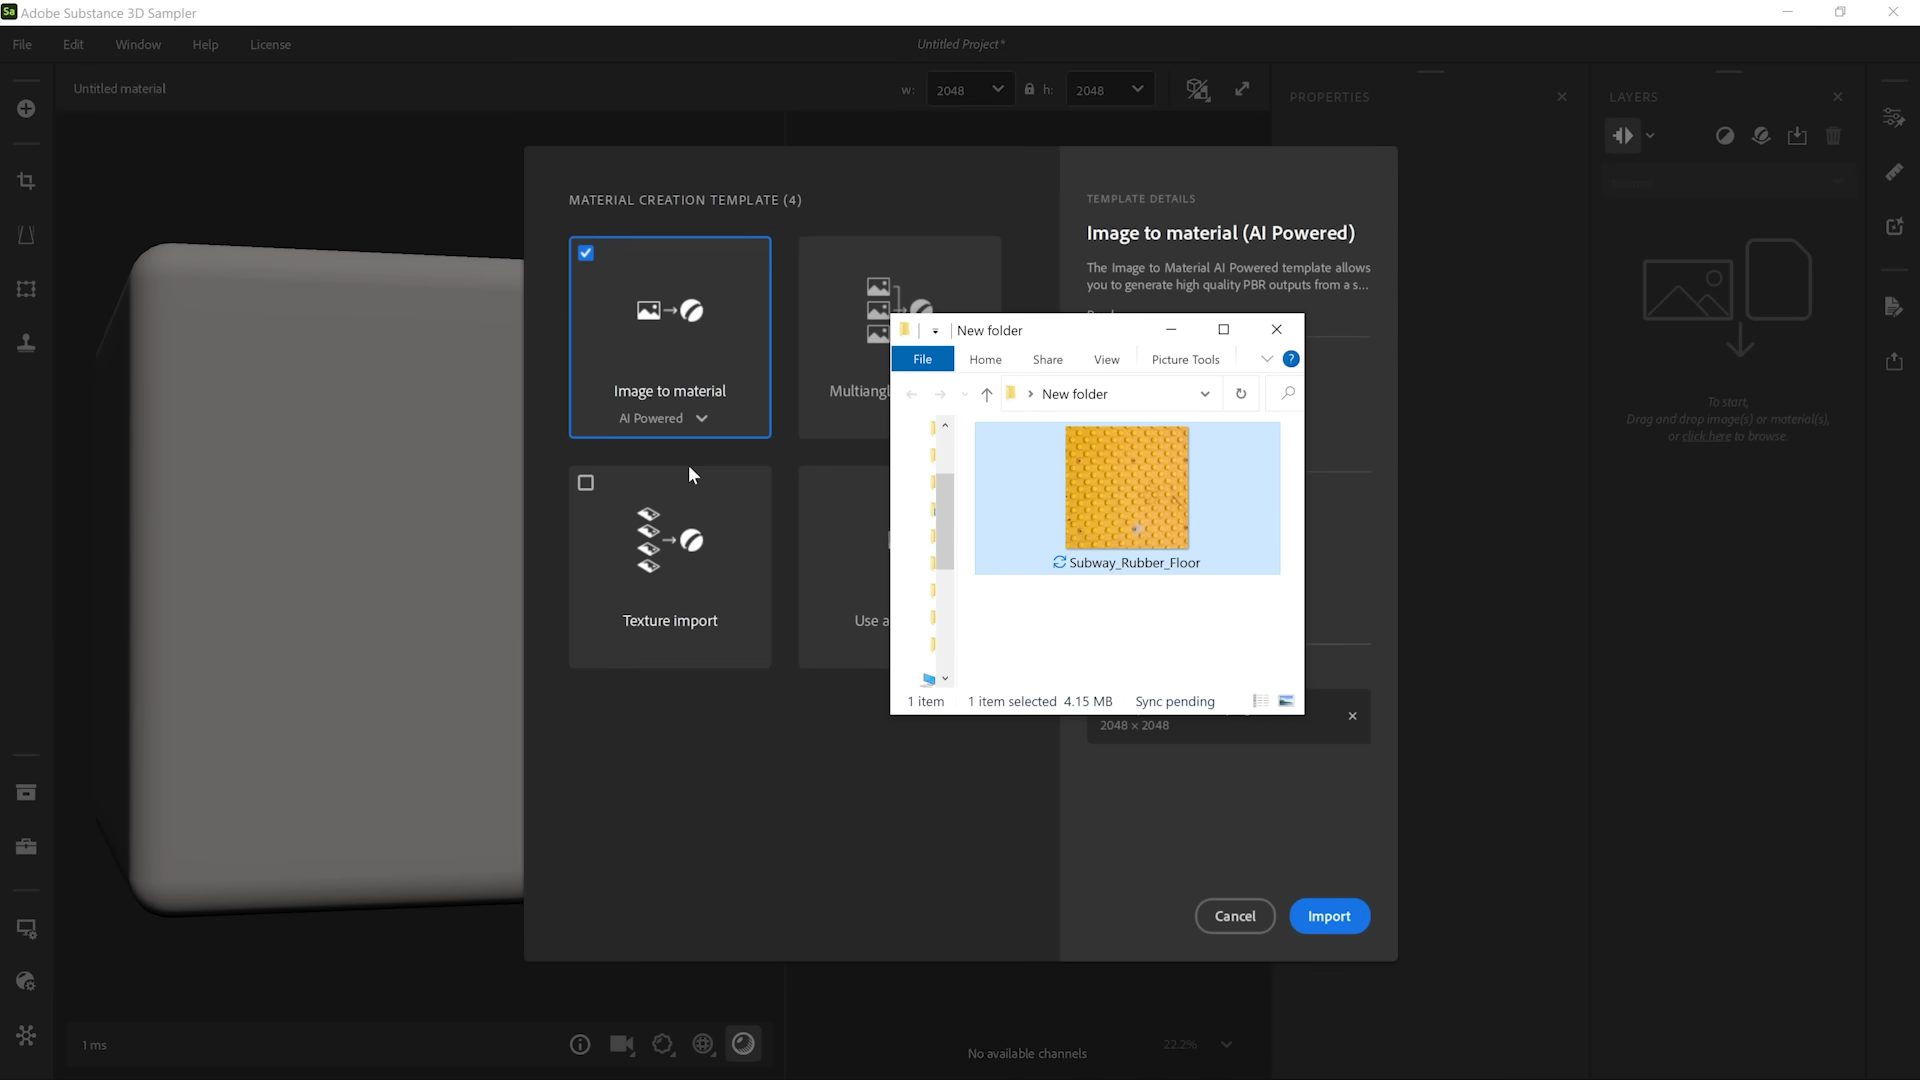 Sa Adobe Substance 3D Sampler
File Edit Window Help License
Untitled Project*
Untitled material
w: 2048 h: 2048
PROPERTIES
LAYERS
MATERIAL CREATION TEMPLATE (4)
Image to material
AI Powered
Texture import
TEMPLATE DETAILS
Image to material (AI Powered)
The Image to Material AI Powered template allows
you to generate high quality PBR outputs from a s...
New folder
File Home Share View Picture Tools
New folder
Subway_Rubber_Floor
1 item 1 item selected 4.15 MB Sync pending
2048 × 2048
Cancel Import
To start,
Drag and drop image(s) or material(s),
or click here to browse.
1 ms
No available channels
22.2%